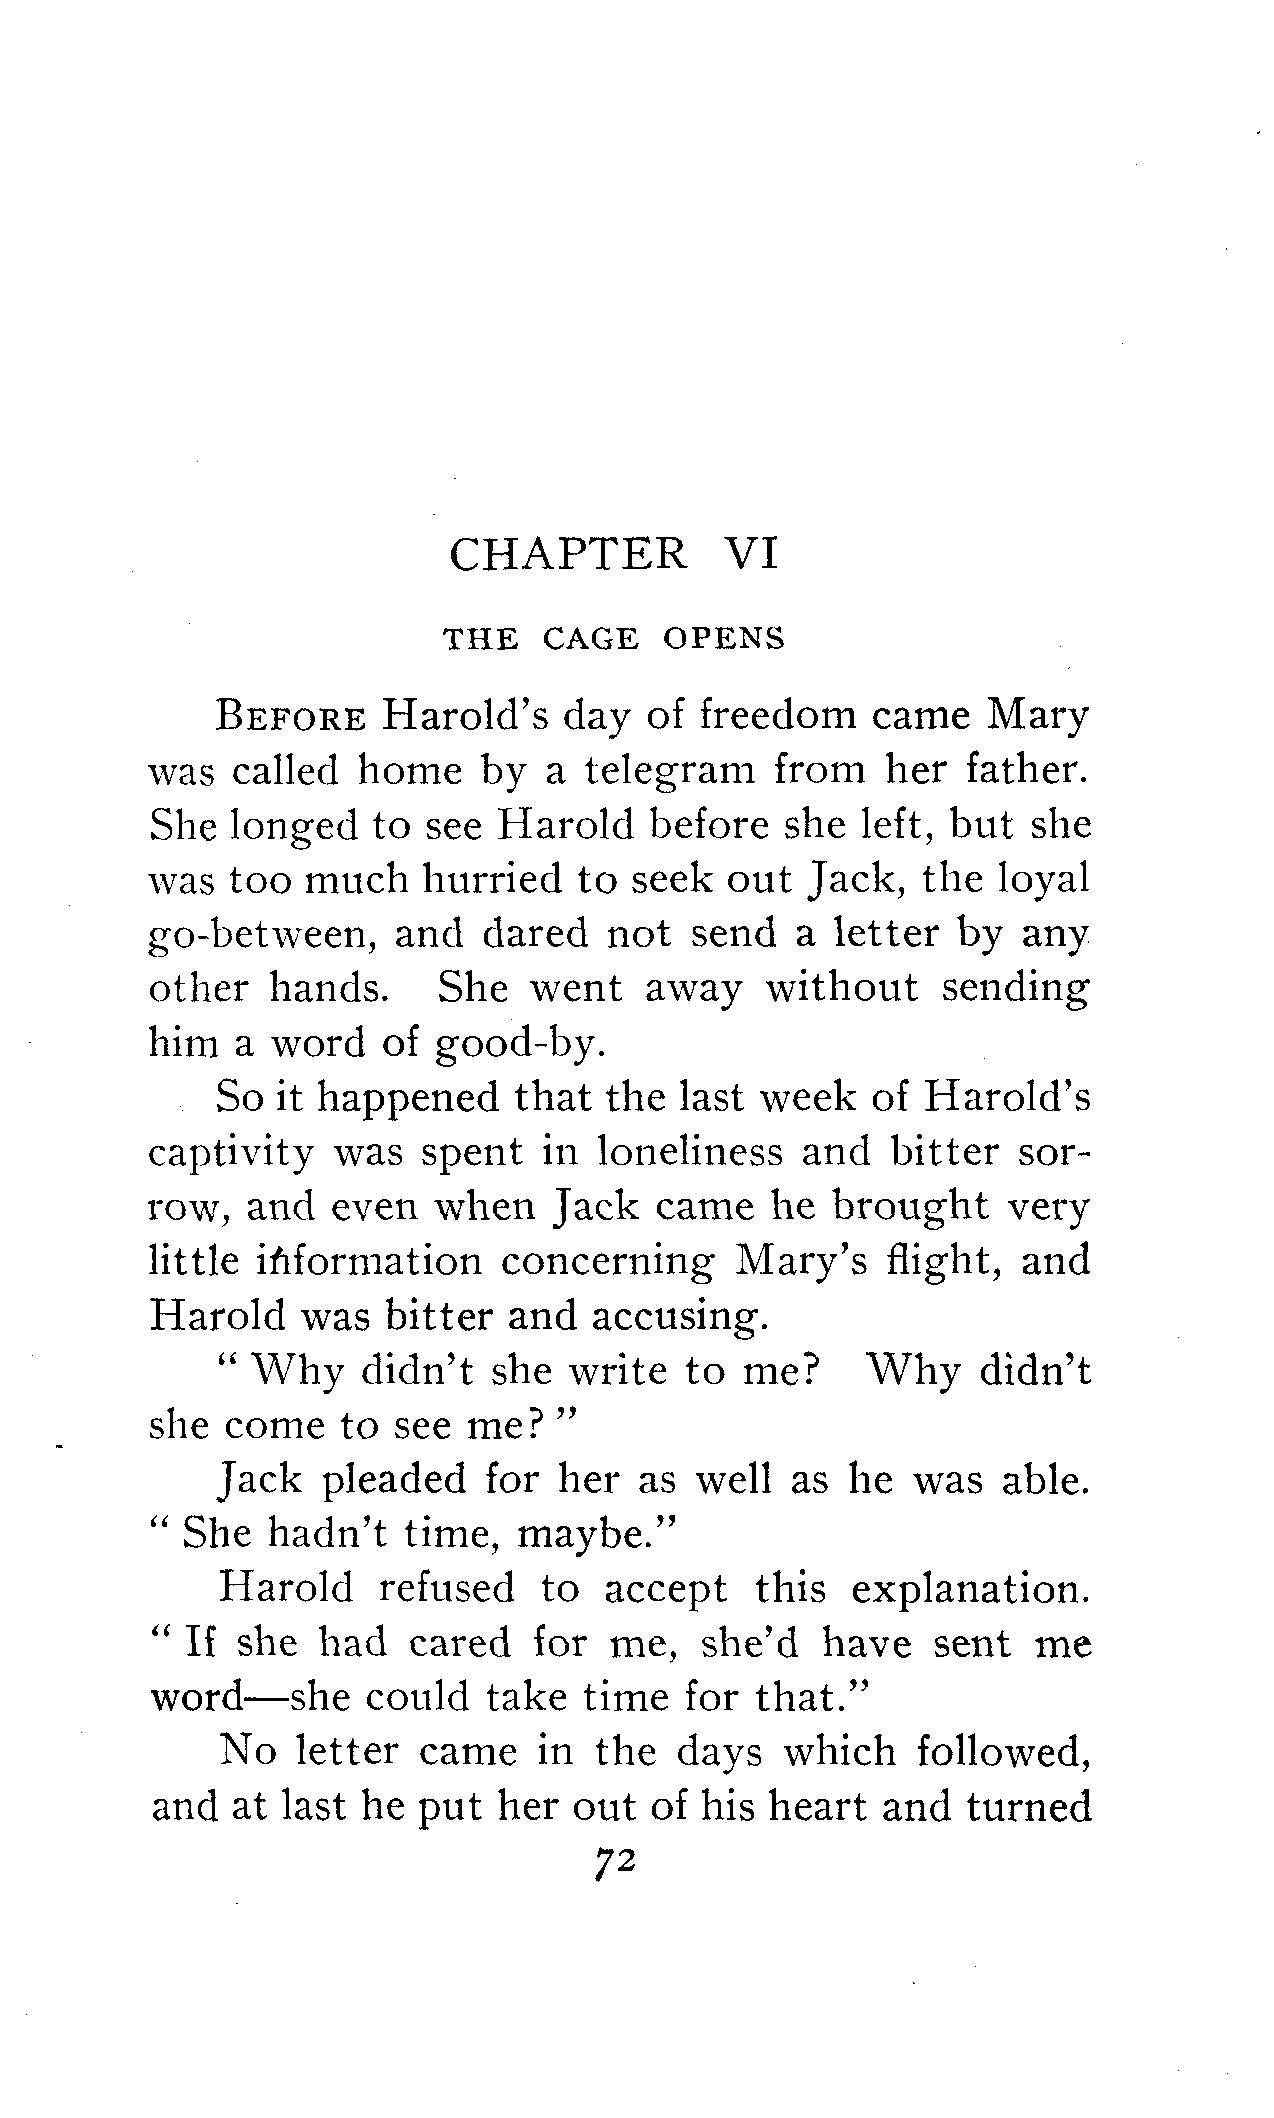 CHAPTER VI
THE CAGE OPENS
BEFORE Harold's day of freedom came Mary
was called home by a telegram from her father.
She longed to see Harold before she left, but she
was too much hurried to seek out Jack, the loyal
go-between, and dared not send a letter by any
other hands. She went away without sending
him a word of good-by.
So it happened that the last week of Harold's
captivity was spent in loneliness and bitter sor-
row, and even when Jack came he brought very
little information concerning Mary's flight, and
Harold was bitter and accusing.
" Why didn't she write to me? Why didn't
she come to see me? "
Jack pleaded for her as well as he was able.
" She hadn't time, maybe."
Harold refused to accept this explanation.
" If she had cared for me, she'd have sent me
word—she could take time for that."
No letter came in the days which followed,
and at last he put her out of his heart and turned
72